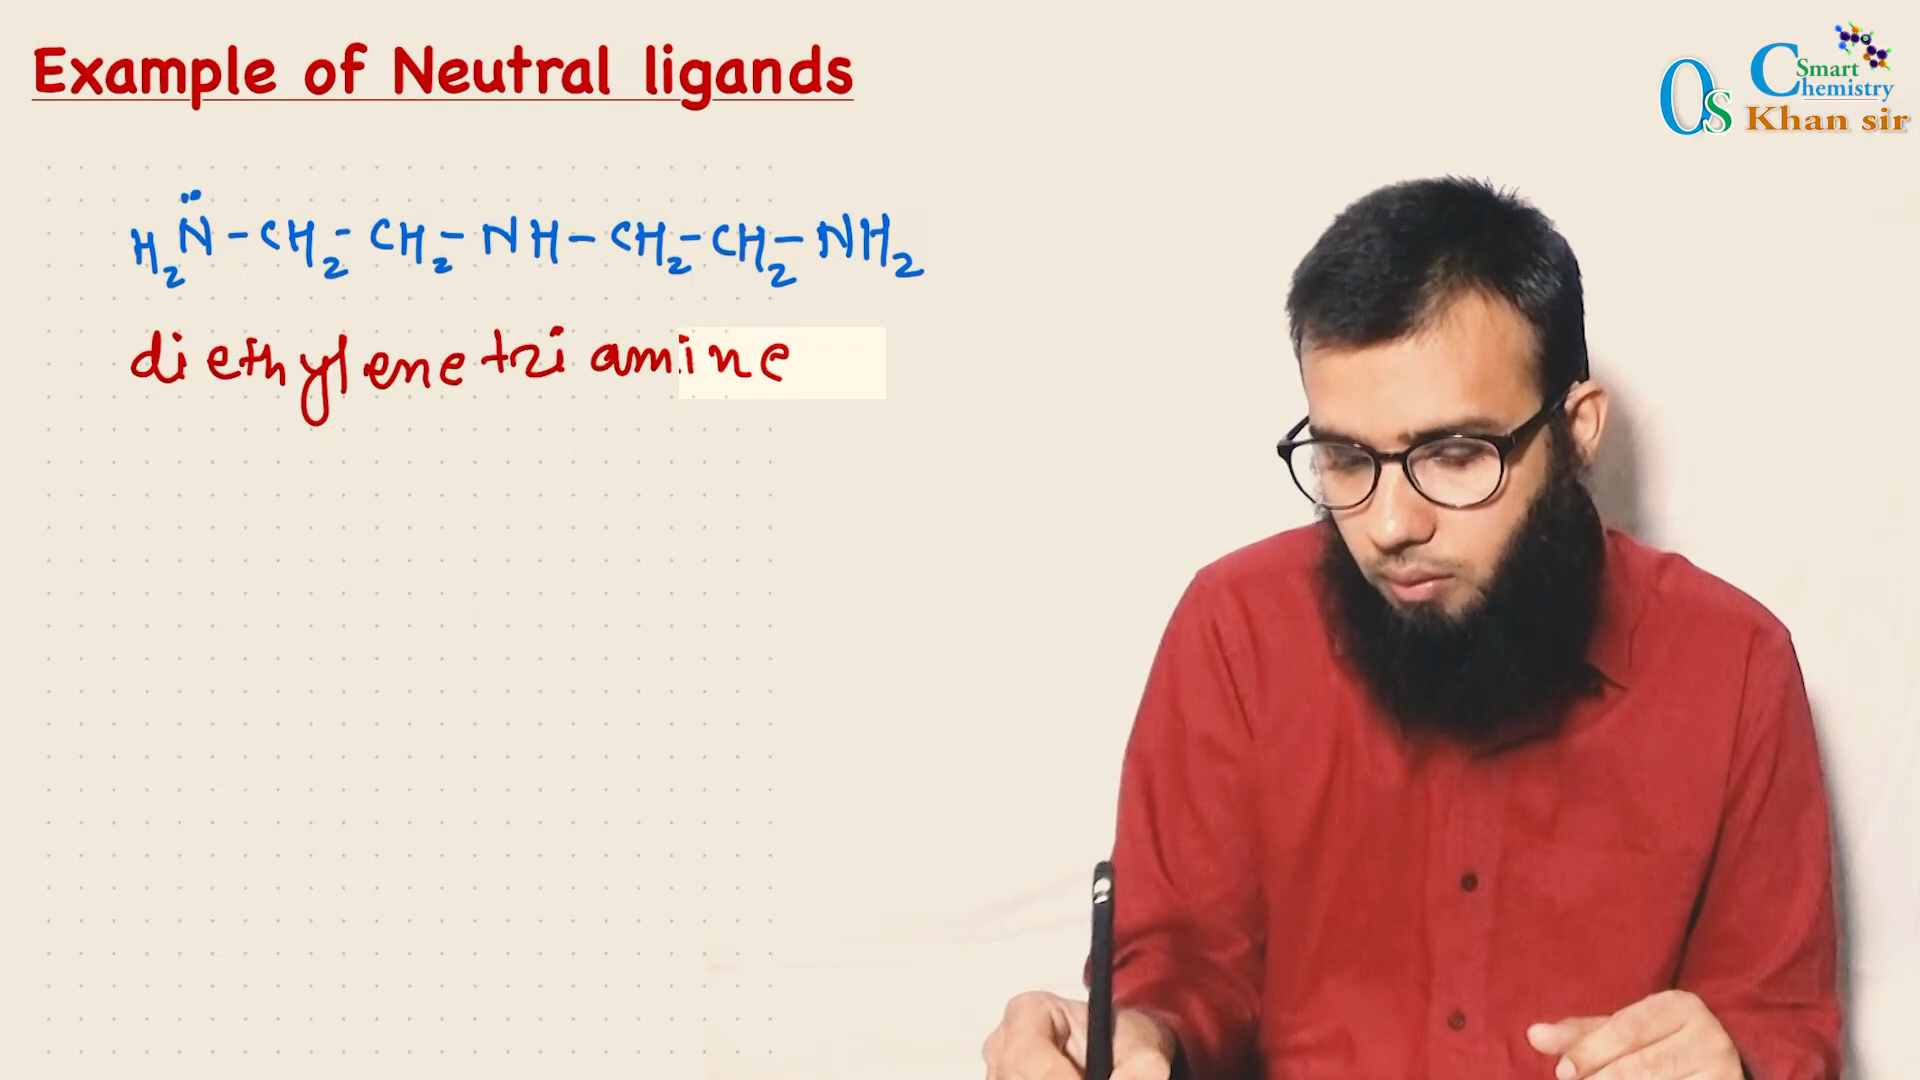 Example of Neutral ligands
Os Smart Chemistry
Khan sir
H₂N̈-CH₂-CH₂-NH-CH₂-CH₂-NH₂
diethylenetriamine